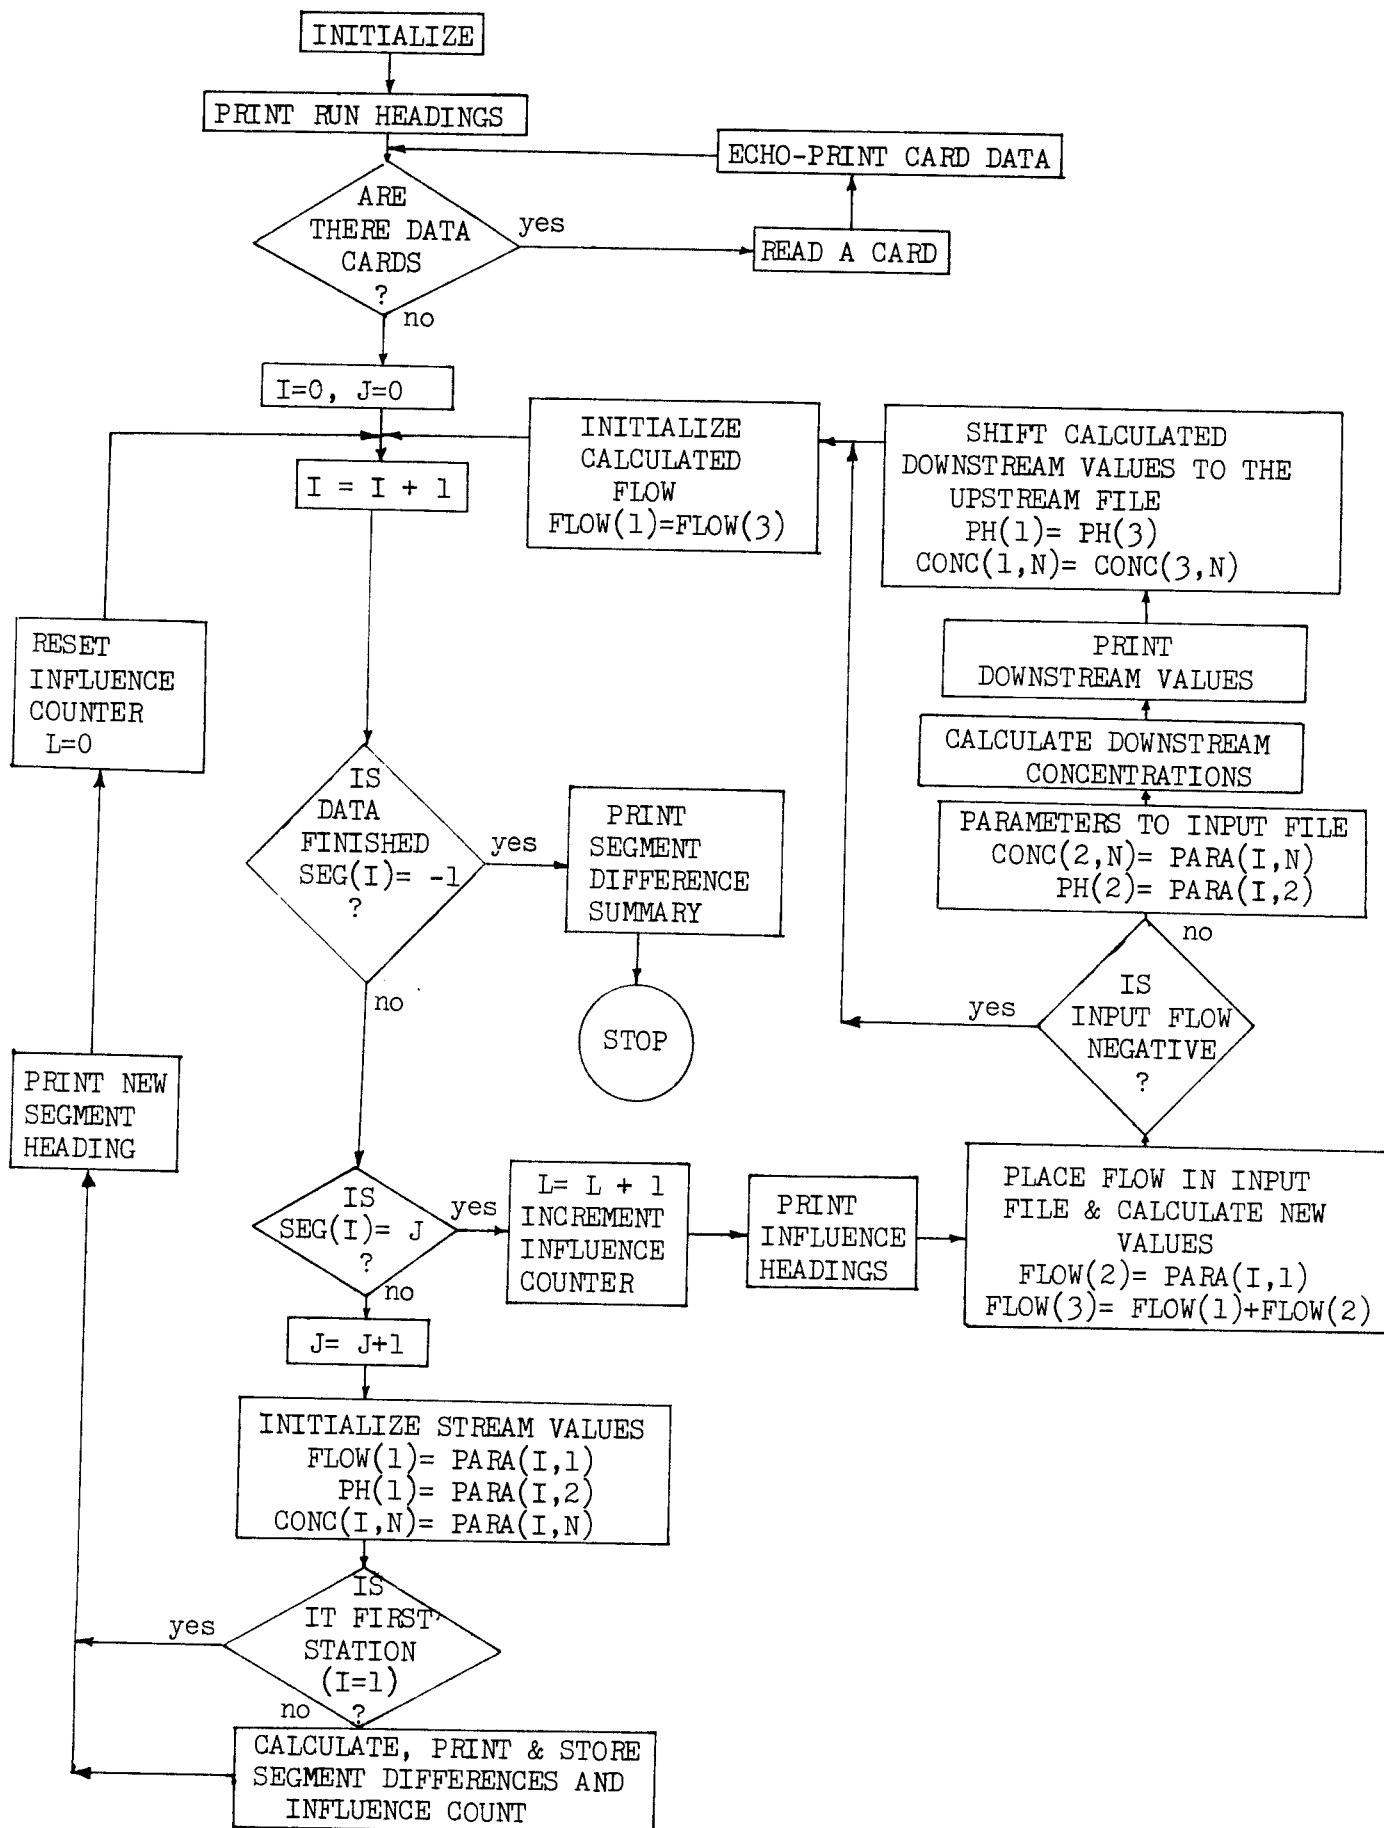 INITIALIZE
PRINT RUN HEADINGS
ECHO-PRINT CARD DATA
ARE
THERE DATA
CARDS
?
yes
READ A CARD
no
I=0, J=0
INITIALIZE
CALCULATED
FLOW
FLOW(1)=FLOW(3)
SHIFT CALCULATED
DOWNSTREAM VALUES TO THE
UPSTREAM FILE
PH(1)= PH(3)
CONC(1,N)= CONC(3,N)
I = I + 1
RESET
INFLUENCE
COUNTER
L=0
PRINT
DOWNSTREAM VALUES
CALCULATE DOWNSTREAM
CONCENTRATIONS
IS
DATA
FINISHED
SEG(I)= -1
?
yes
PRINT
SEGMENT
DIFFERENCE
SUMMARY
PARAMETERS TO INPUT FILE
CONC(2,N)= PARA(I,N)
PH(2)= PARA(I,2)
no
no
STOP
yes
IS
INPUT FLOW
NEGATIVE
?
PRINT NEW
SEGMENT
HEADING
IS
SEG(I)= J
?
yes
L= L + 1
INCREMENT
INFLUENCE
COUNTER
PRINT
INFLUENCE
HEADINGS
PLACE FLOW IN INPUT
FILE & CALCULATE NEW
VALUES
FLOW(2)= PARA(I,1)
FLOW(3)= FLOW(1)+FLOW(2)
no
J= J+1
INITIALIZE STREAM VALUES
FLOW(1)= PARA(I,1)
PH(1)= PARA(I,2)
CONC(I,N)= PARA(I,N)
IS
IT FIRST
STATION
(I=1)
?
yes
no
CALCULATE, PRINT & STORE
SEGMENT DIFFERENCES AND
INFLUENCE COUNT